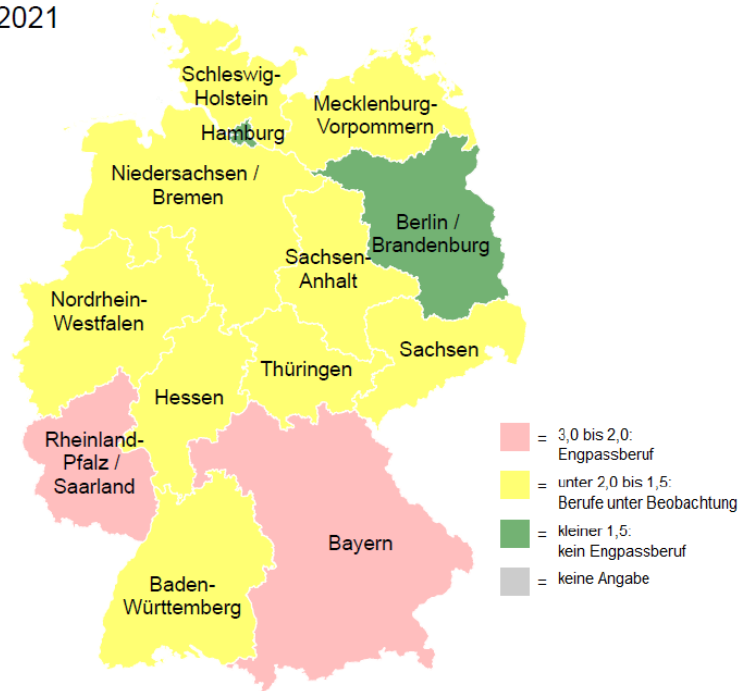 2021
Schleswig-
Holstein
Mecklenburg-
Vorpommern
Hamburg
Niedersachsen /
Bremen
Berlin /
Brandenburg
Sachsen-
Anhalt
Nordrhein-
Westfalen
Sachsen
Thüringen
Hessen
Rheinland-
Pfalz /
Saarland
Bayern
Baden-
Württemberg
= 3,0 bis 2,0:
Engpassberuf
= unter 2,0 bis 1,5:
Berufe unter Beobachtung
= kleiner 1,5:
kein Engpassberuf
= keine Angabe